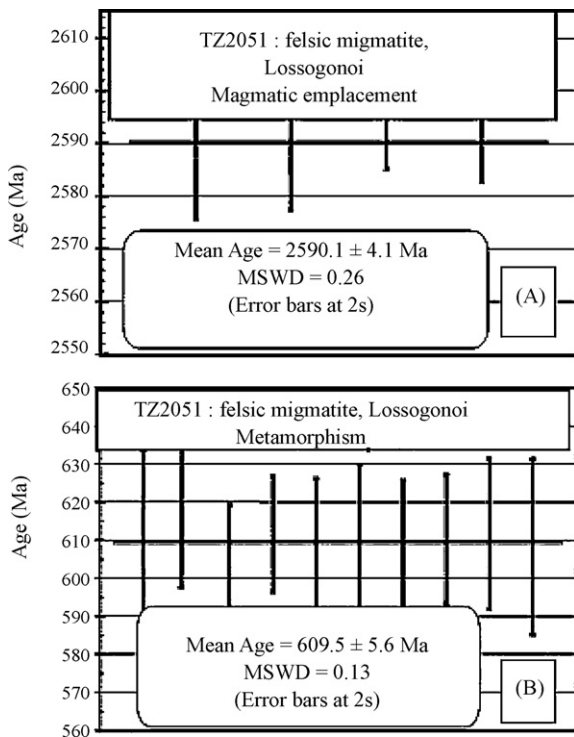 2615
TZ2051 : felsic migmatite,
Lossogonoi
Magmatic emplacement
2600
2590
2580
2570
2560
2550
Age (Ma)
Mean Age = 2590.1 ± 4.1 Ma
MSWD = 0.26
(Error bars at 2s)
(A)
650
TZ2051 : felsic migmatite, Lossogonoi
Metamorphism
640
630
620
610
600
590
580
570
560
Age (Ma)
Mean Age = 609.5 ± 5.6 Ma
MSWD = 0.13
(Error bars at 2s)
(B)